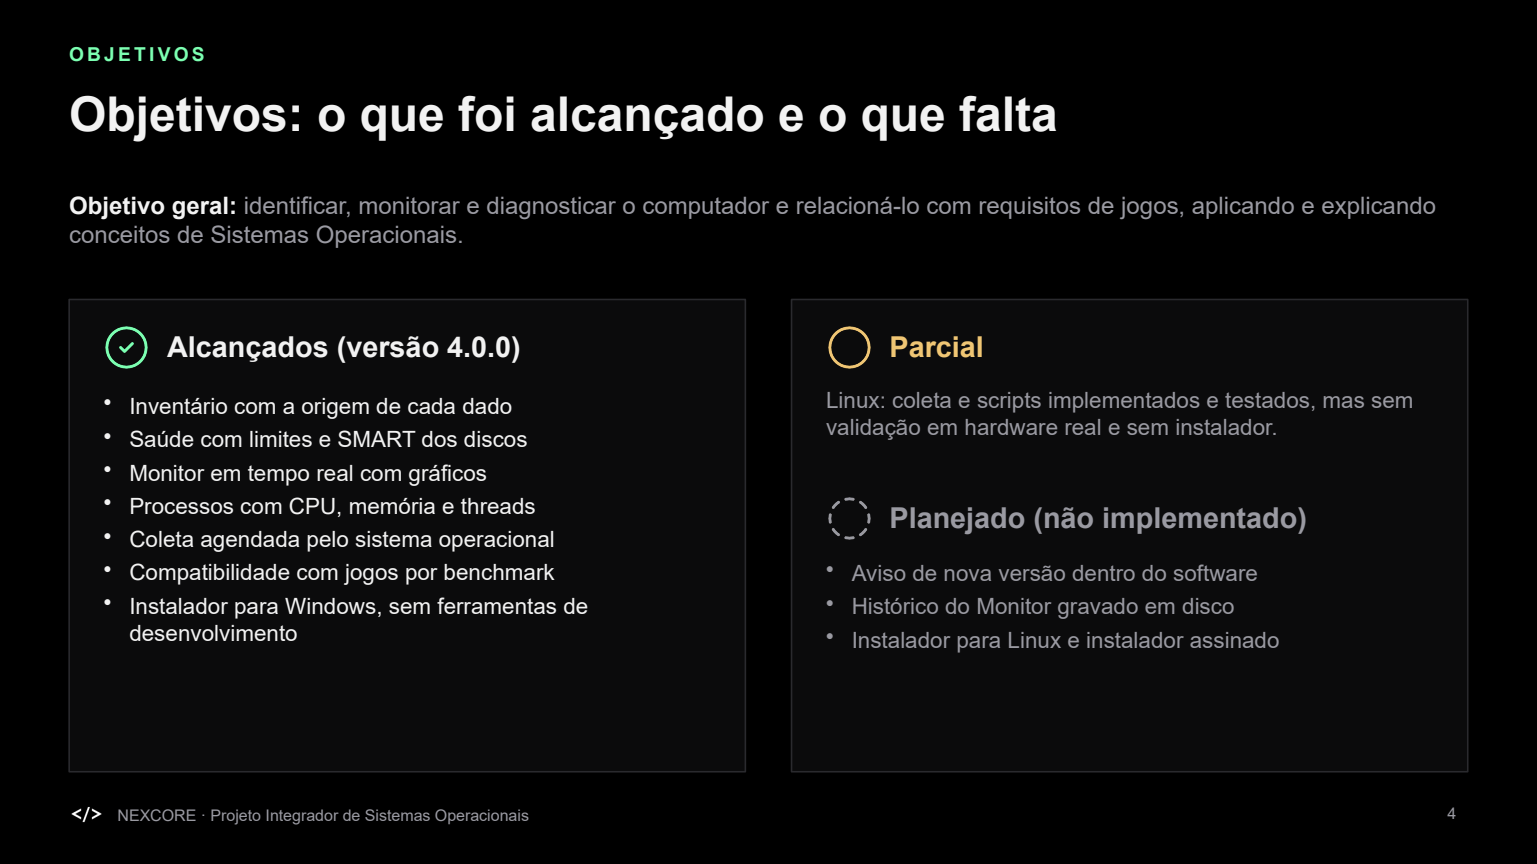 OBJETIVOS
Objetivos: o que foi alcançado e o que falta
Objetivo geral: identificar, monitorar e diagnosticar o computador e relacioná-lo com requisitos de jogos, aplicando e explicando
conceitos de Sistemas Operacionais.
Alcançados (versão 4.0.0)
• Inventário com a origem de cada dado
• Saúde com limites e SMART dos discos
• Monitor em tempo real com gráficos
• Processos com CPU, memória e threads
• Coleta agendada pelo sistema operacional
• Compatibilidade com jogos por benchmark
• Instalador para Windows, sem ferramentas de
desenvolvimento
Parcial
Linux: coleta e scripts implementados e testados, mas sem
validação em hardware real e sem instalador.
Planejado (não implementado)
• Aviso de nova versão dentro do software
• Histórico do Monitor gravado em disco
• Instalador para Linux e instalador assinado
</> NEXCORE · Projeto Integrador de Sistemas Operacionais
4